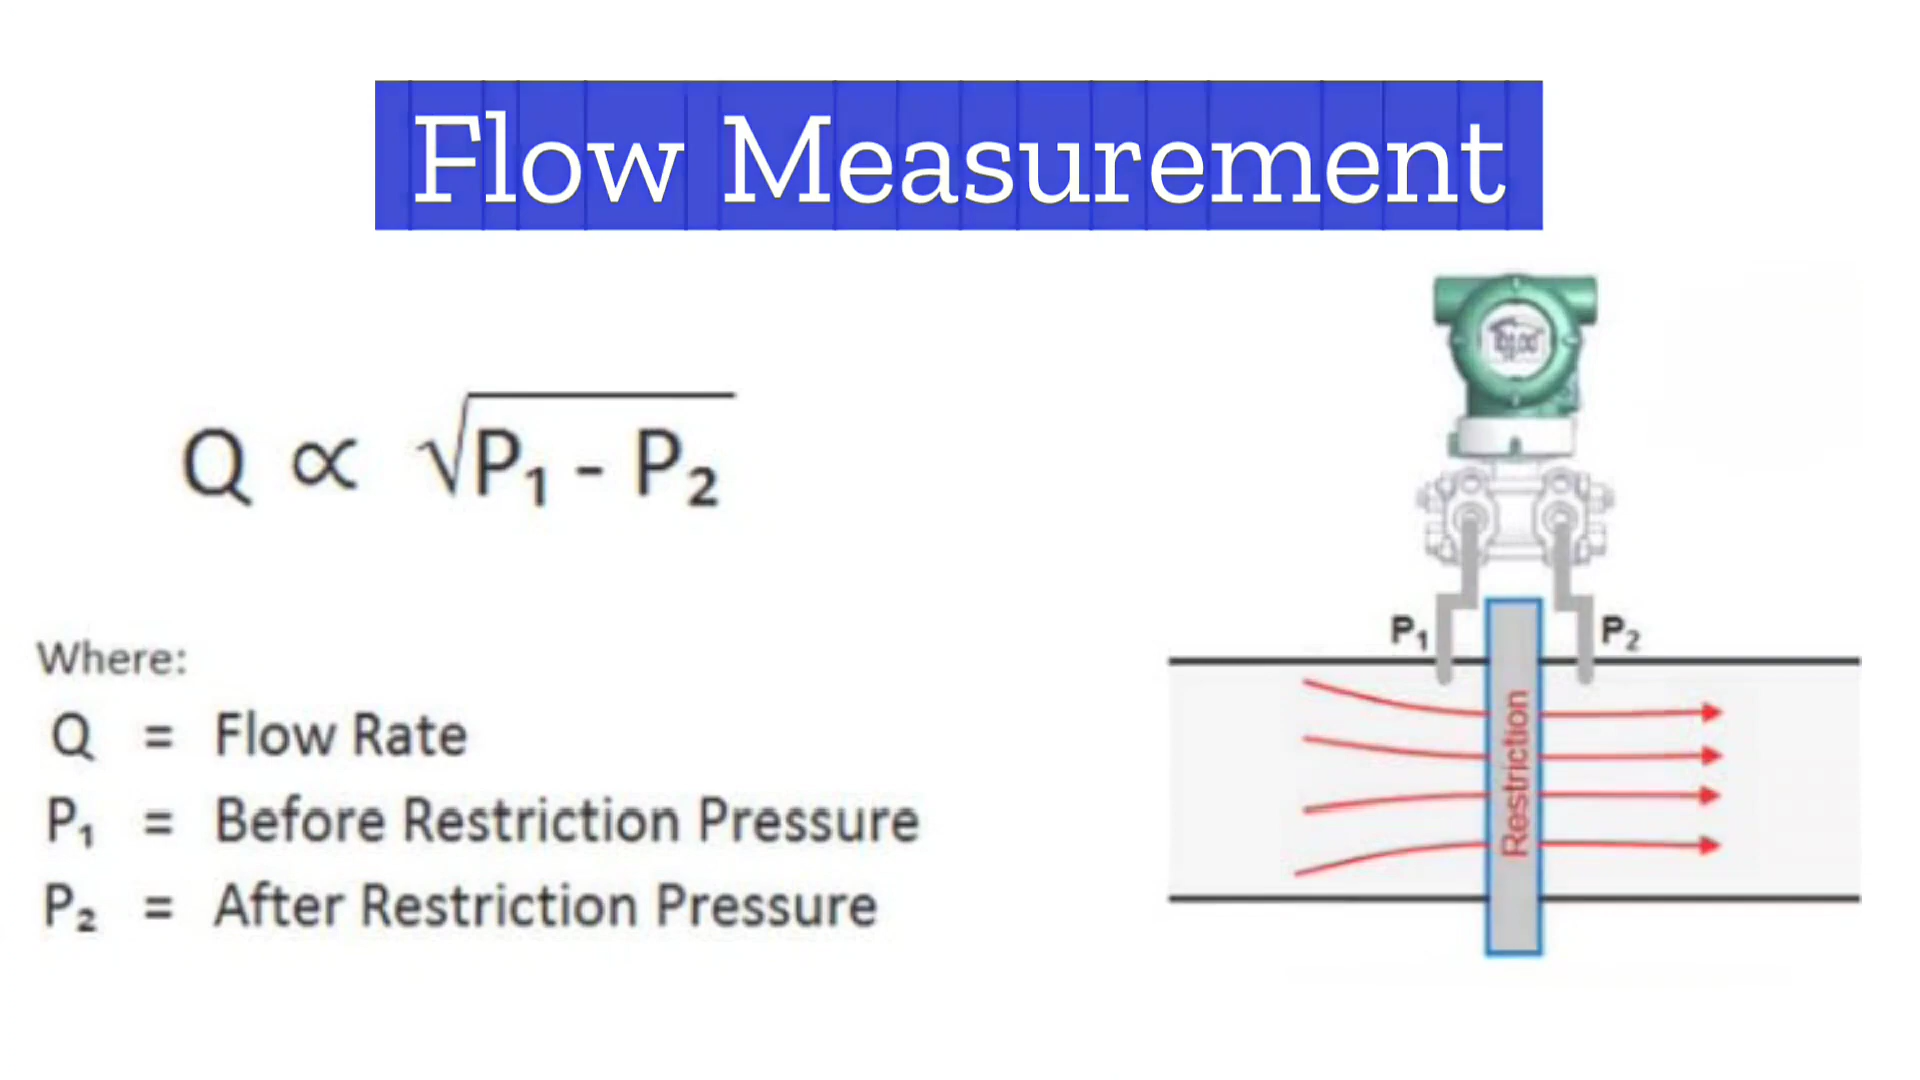 Flow Measurement
Q ∝ √P₁ - P₂
Where:
Q = Flow Rate
P₁ = Before Restriction Pressure
P₂ = After Restriction Pressure
P₁
P₂
Restriction